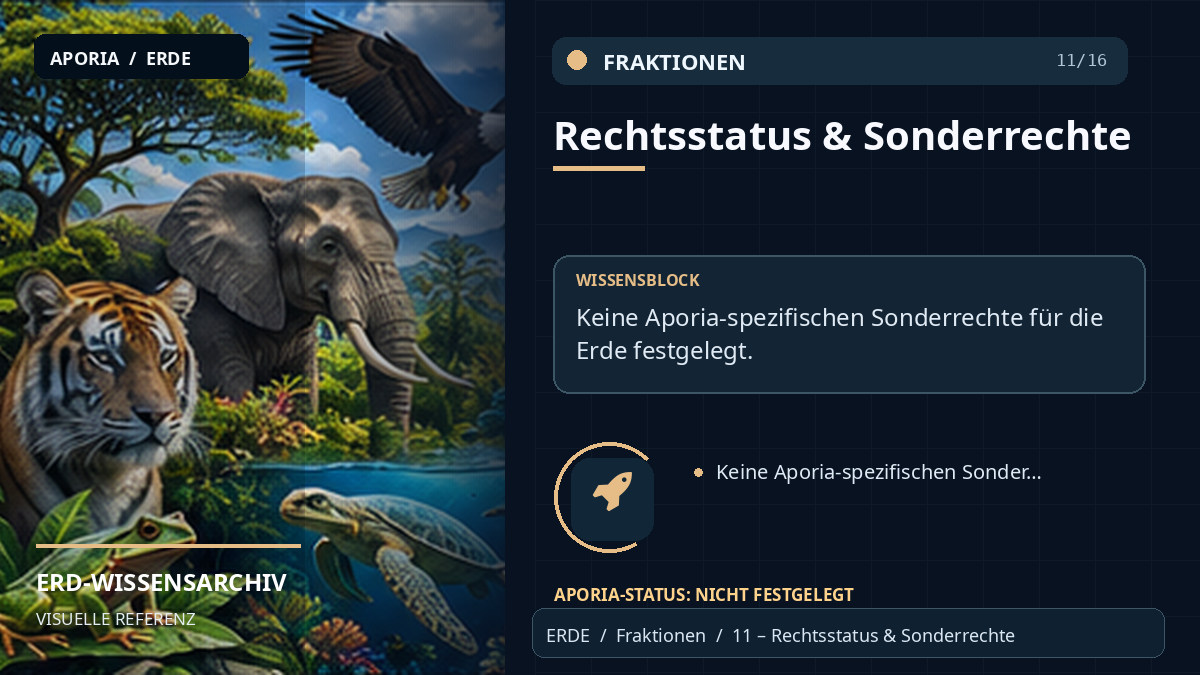 APORIA / ERDE
ERD-WISSENSARCHIV
VISUELLE REFERENZ
FRAKTIONEN
11/16
Rechtsstatus & Sonderrechte
WISSENSBLOCK
Keine Aporia-spezifischen Sonderrechte für die
Erde festgelegt.
Keine Aporia-spezifischen Sonder…
APORIA-STATUS: NICHT FESTGELEGT
ERDE / Fraktionen / 11 – Rechtsstatus & Sonderrechte